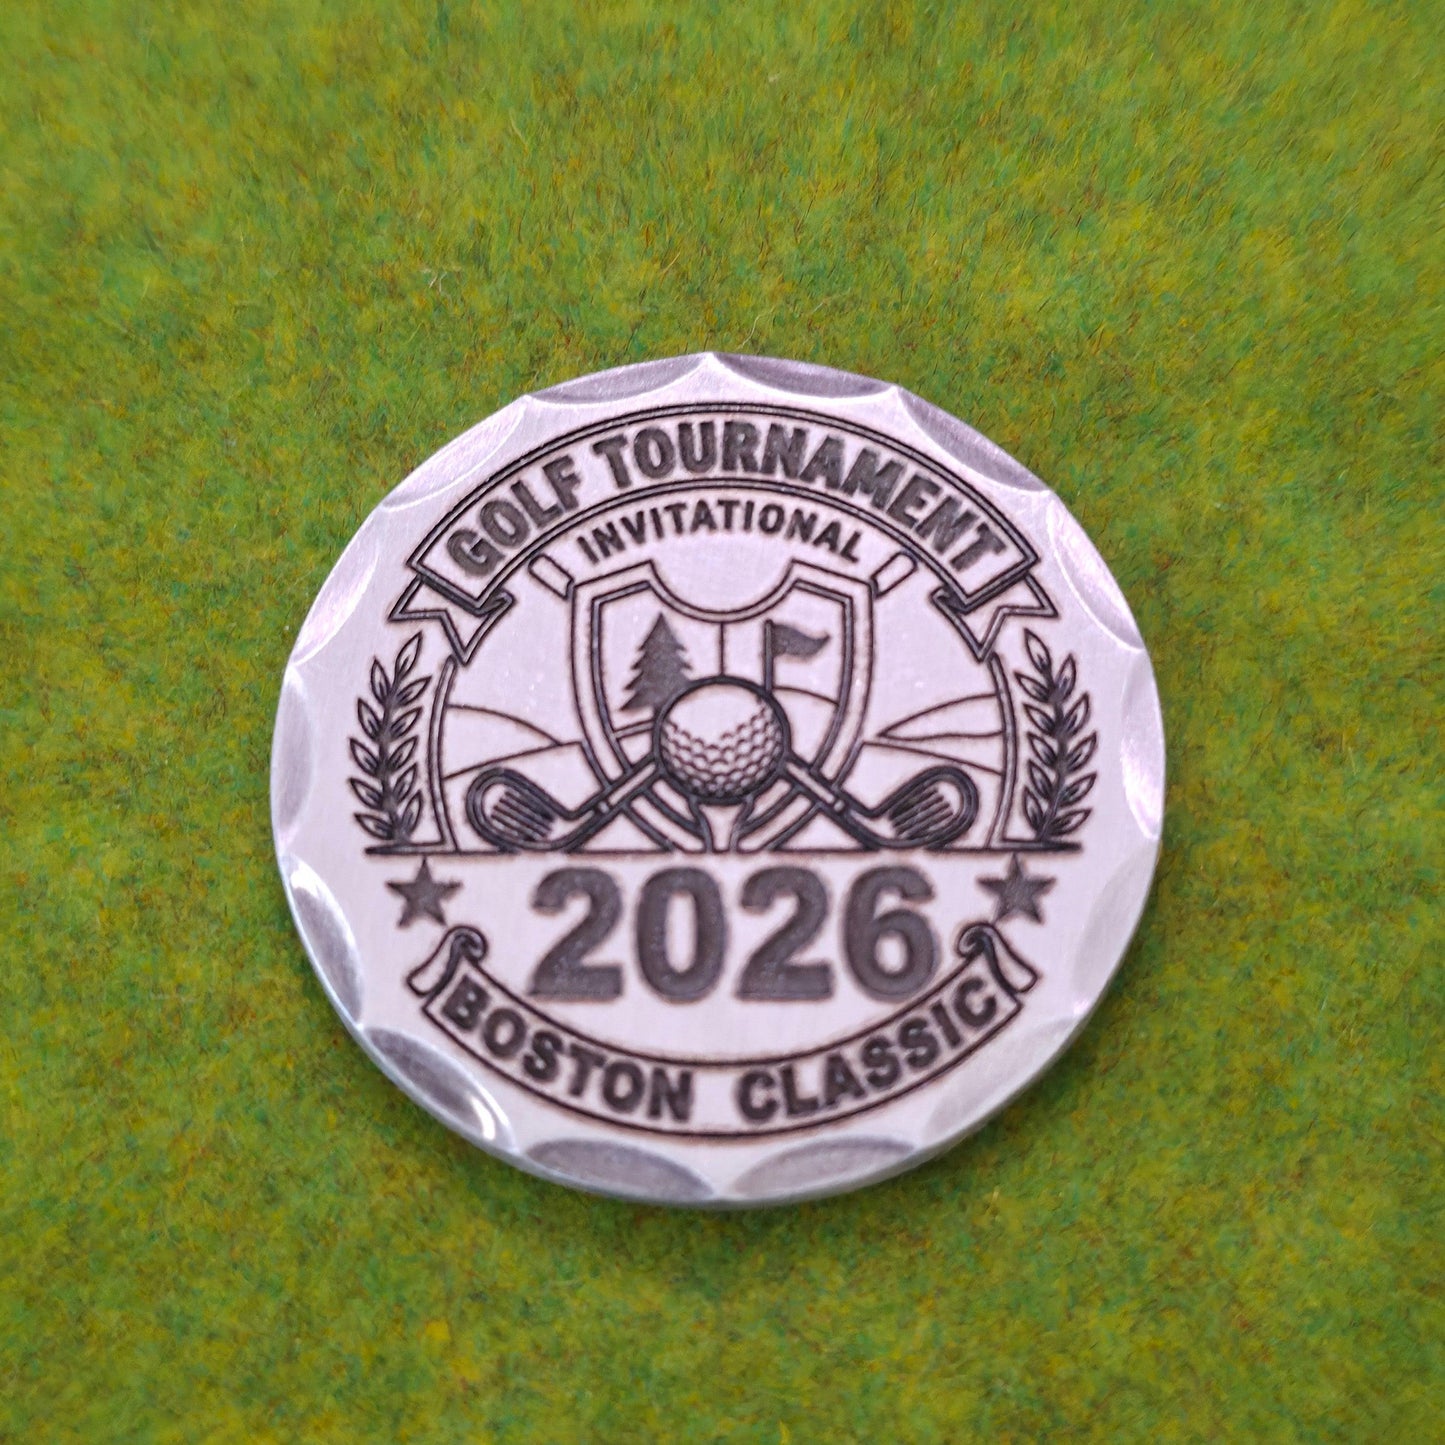 GOLF TOURNAMENT
INVITATIONAL
2026
BOSTON CLASSIC